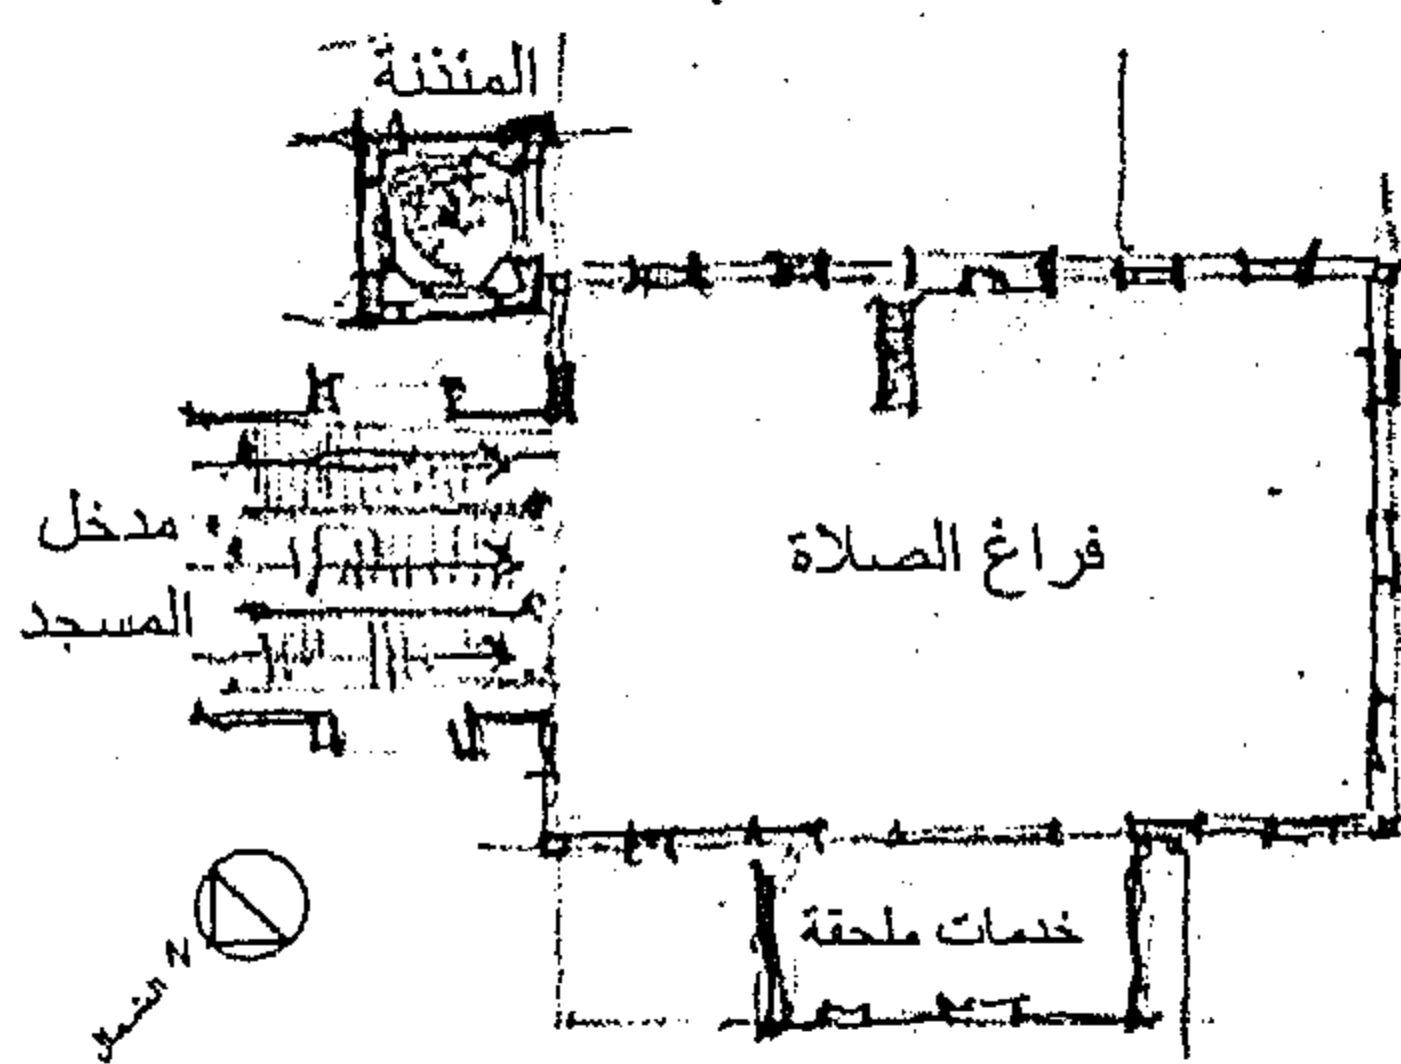 المئذنة
مدخل
المسجد
فراغ الصلاة
خدمات ملحقة
N
الشمال